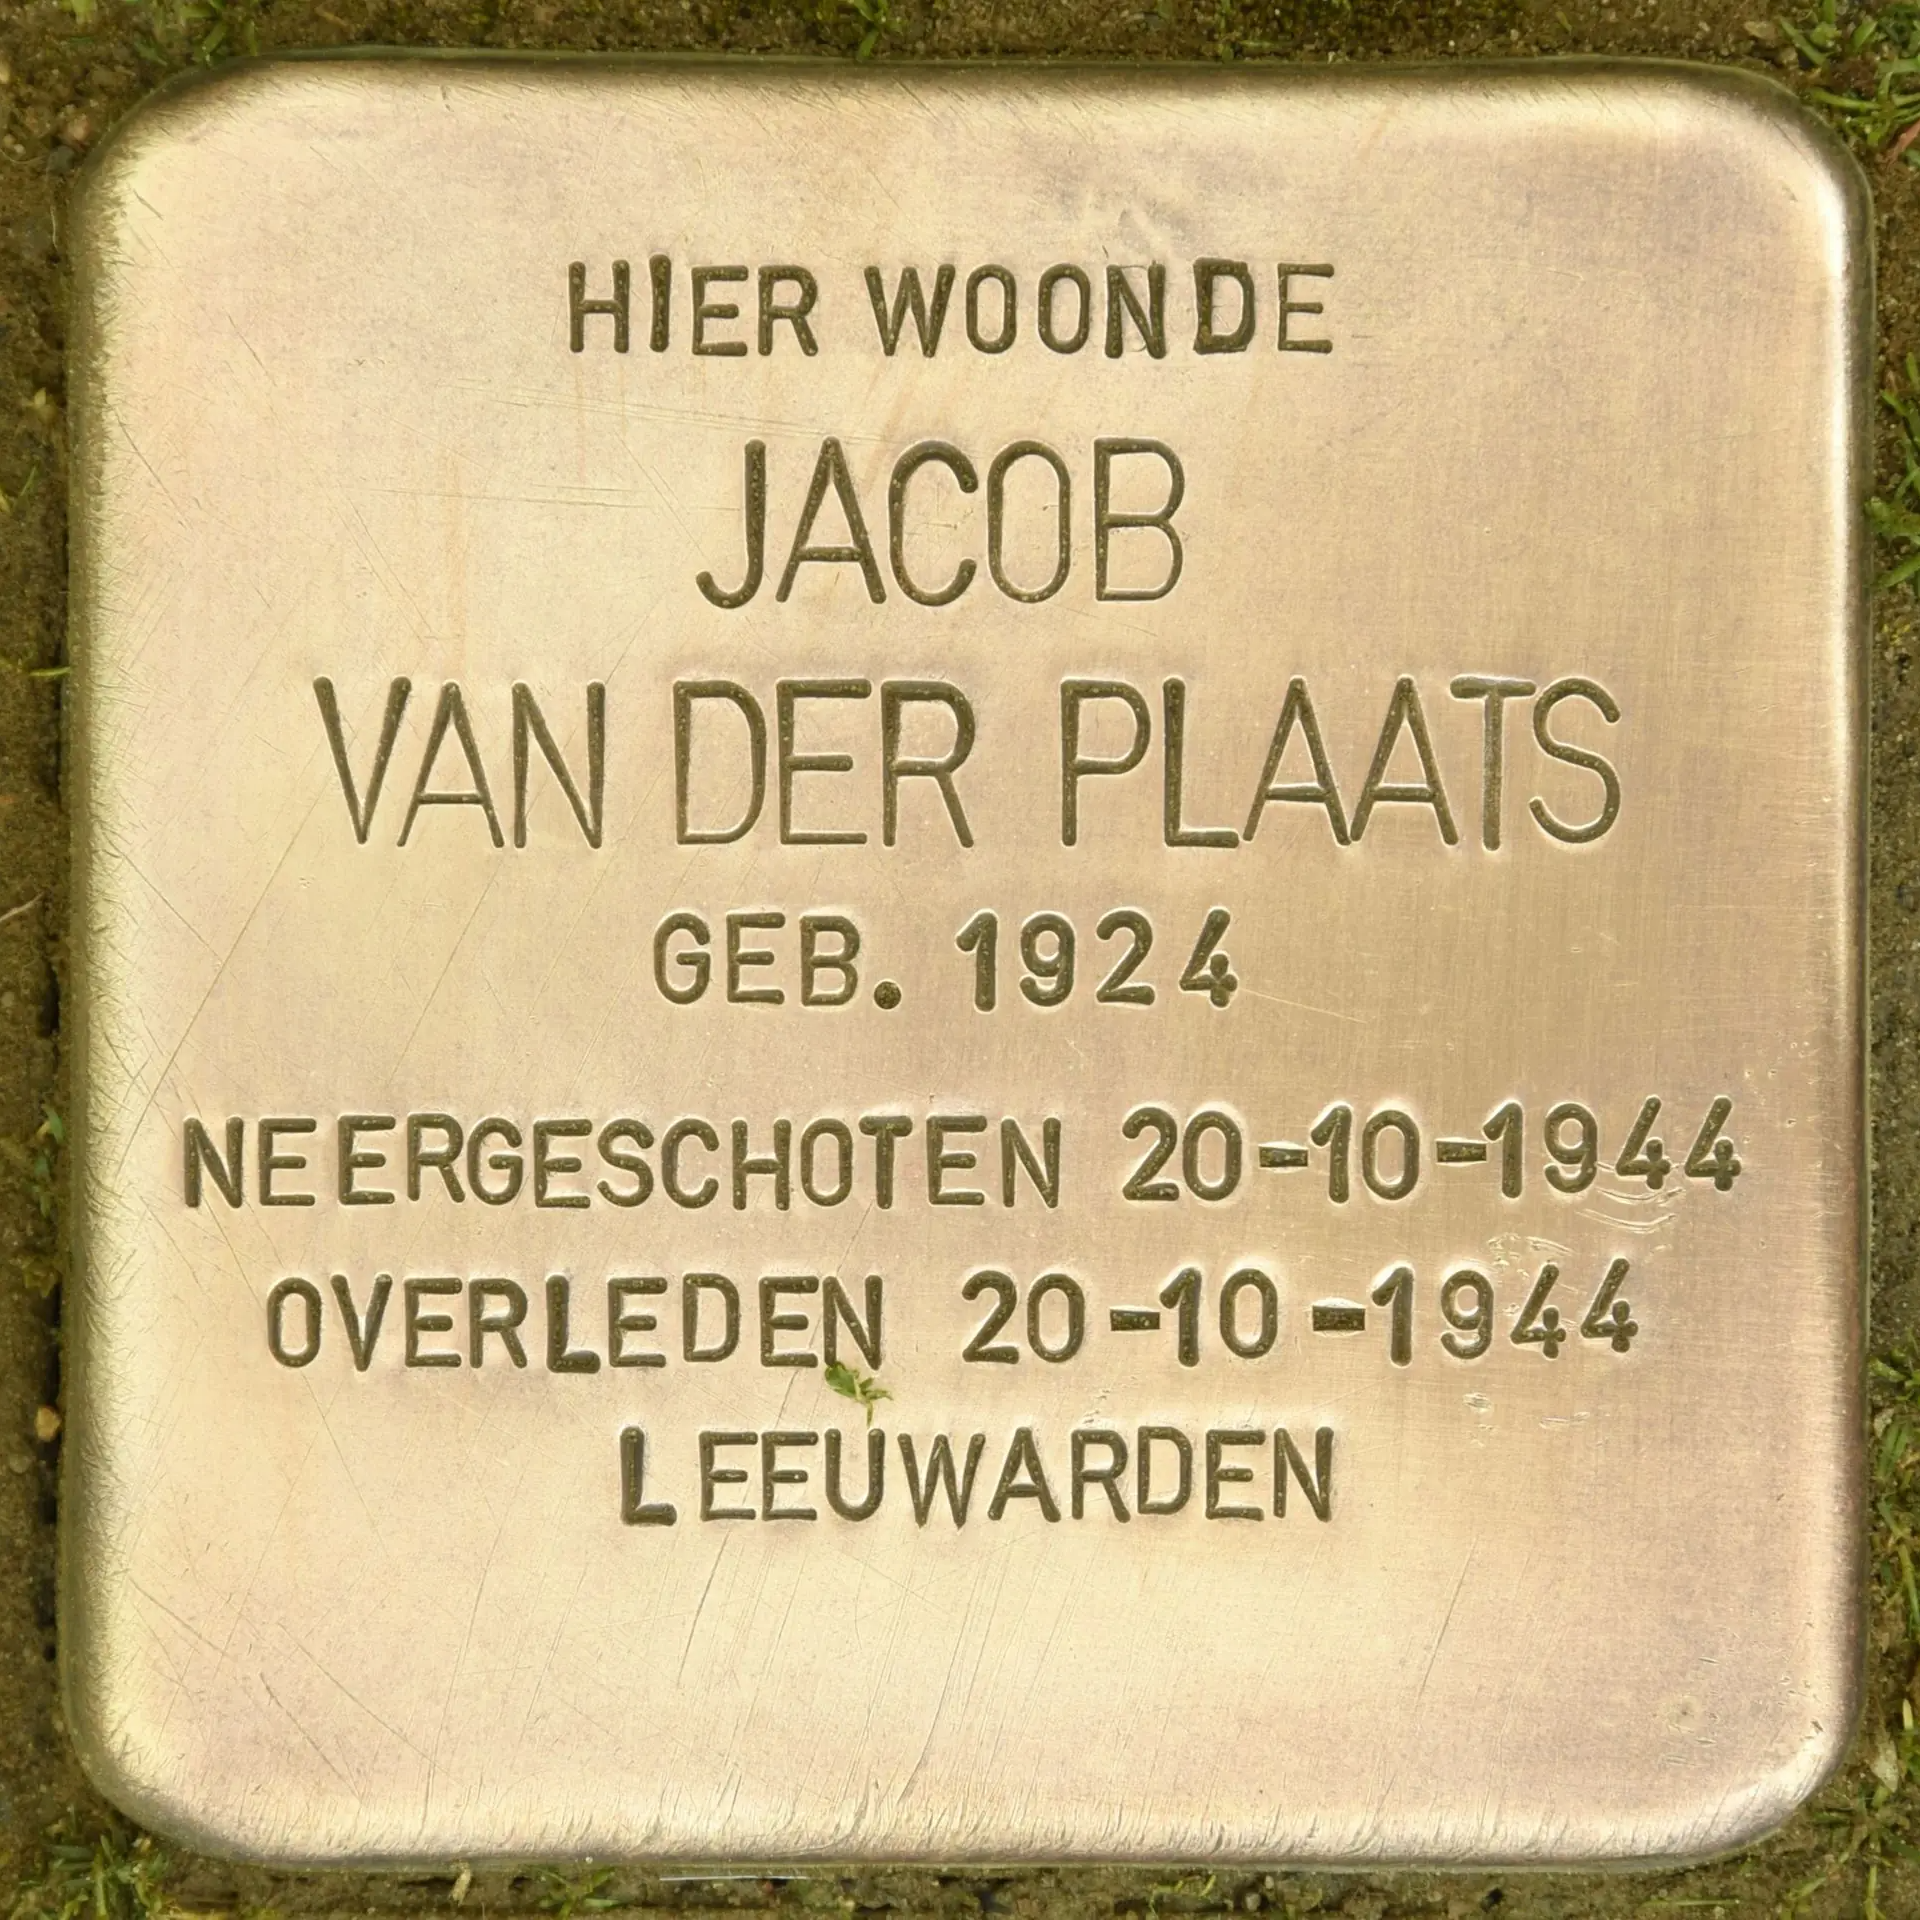 HIER WOONDE
JACOB
VAN DER PLAATS
GEB. 1924
NEERGESCHOTEN 20-10-1944
OVERLEDEN 20-10-1944
LEEUWARDEN